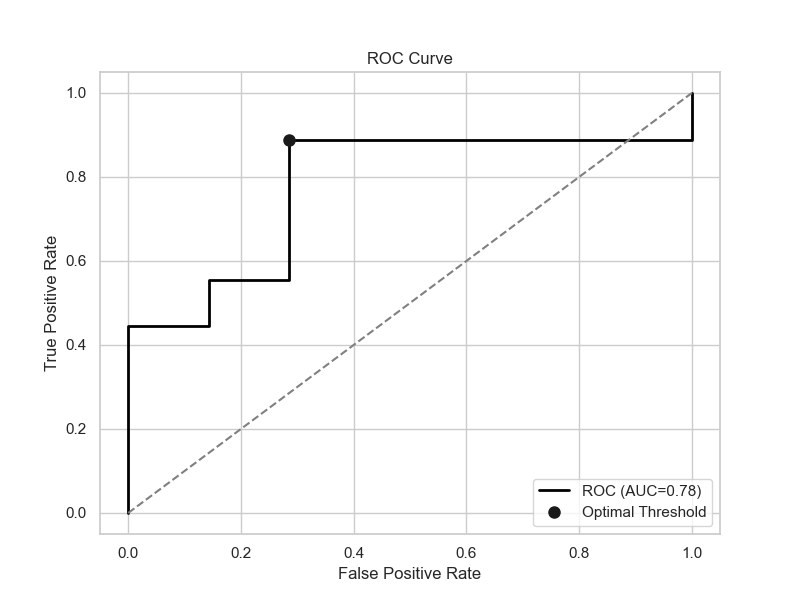 ROC Curve
1.0
0.8
0.6
0.4
0.2
0.0
True Positive Rate
0.0 0.2 0.4 0.6 0.8 1.0
False Positive Rate
ROC (AUC=0.78)
Optimal Threshold